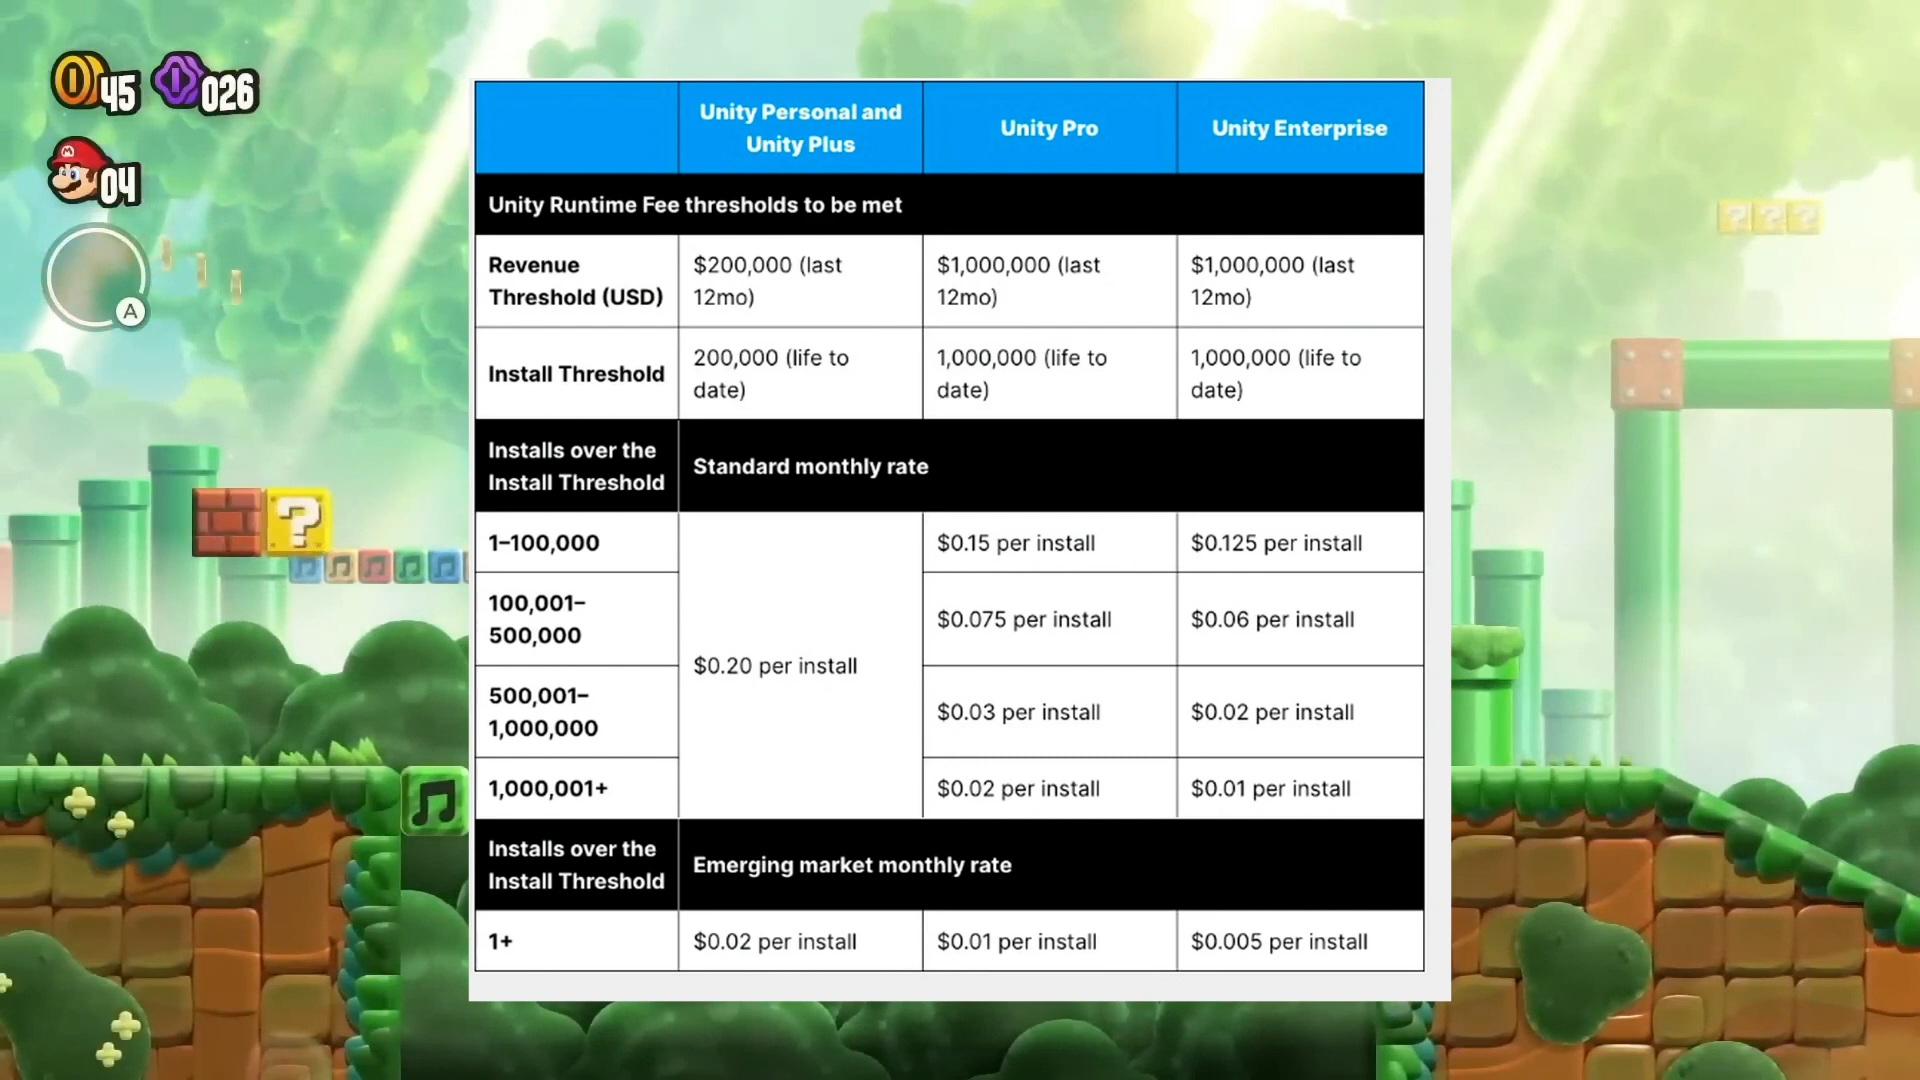 45 026
04
A
Unity Personal and
Unity Plus
Unity Pro
Unity Enterprise
Unity Runtime Fee thresholds to be met
Revenue
Threshold (USD)
$200,000 (last
12mo)
$1,000,000 (last
12mo)
$1,000,000 (last
12mo)
Install Threshold
200,000 (life to
date)
1,000,000 (life to
date)
1,000,000 (life to
date)
Installs over the
Install Threshold
Standard monthly rate
1–100,000
$0.20 per install
$0.15 per install
$0.125 per install
100,001–
500,000
$0.075 per install
$0.06 per install
500,001–
1,000,000
$0.03 per install
$0.02 per install
1,000,001+
$0.02 per install
$0.01 per install
Installs over the
Install Threshold
Emerging market monthly rate
1+
$0.02 per install
$0.01 per install
$0.005 per install